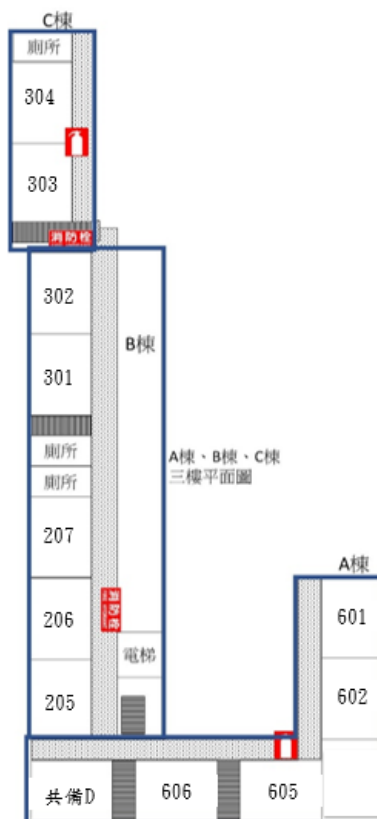 C棟
廁所
304
303
消防栓
302
B棟
301
廁所
A棟、B棟、C棟
三樓平面圖
廁所
207
A棟
消防栓
206
601
電梯
205
602
共備D
606
605